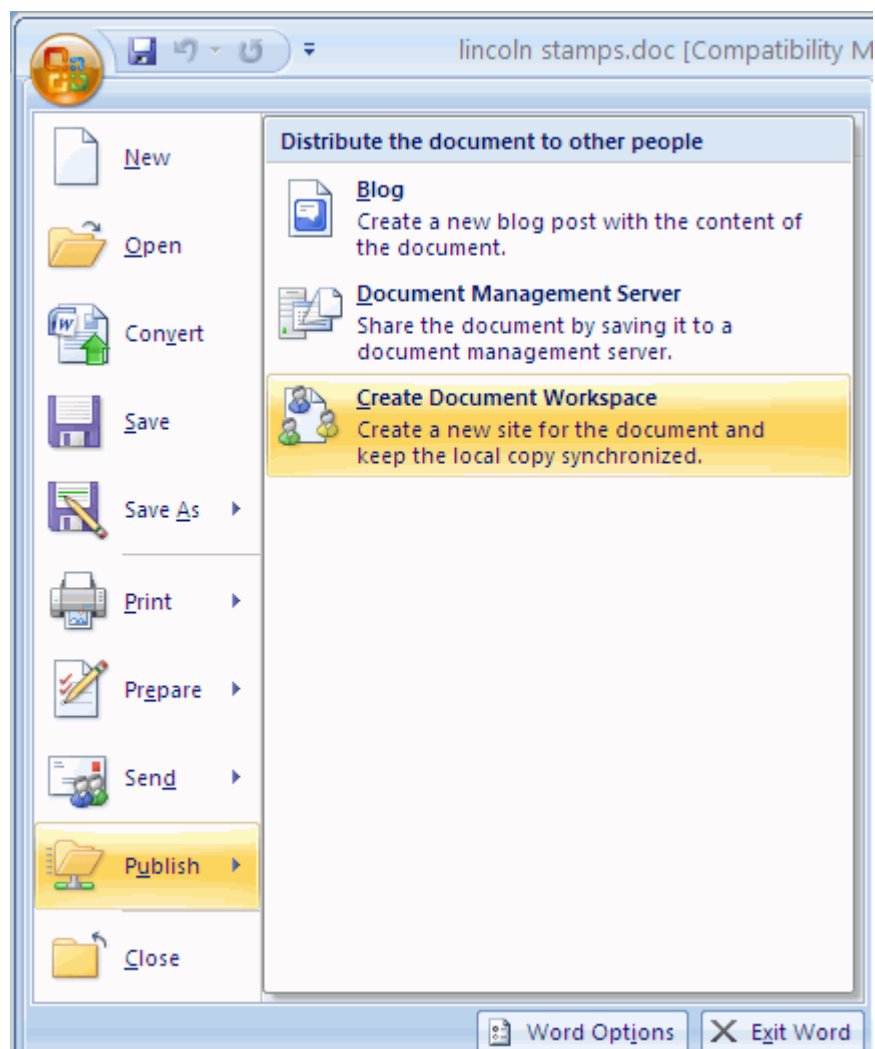 lincoln stamps.doc [Compatibility M
New
Open
Convert
Save
Save As
Print
Prepare
Send
Publish
Close
Distribute the document to other people
Blog
Create a new blog post with the content of
the document.
Document Management Server
Share the document by saving it to a
document management server.
Create Document Workspace
Create a new site for the document and
keep the local copy synchronized.
Word Options
Exit Word